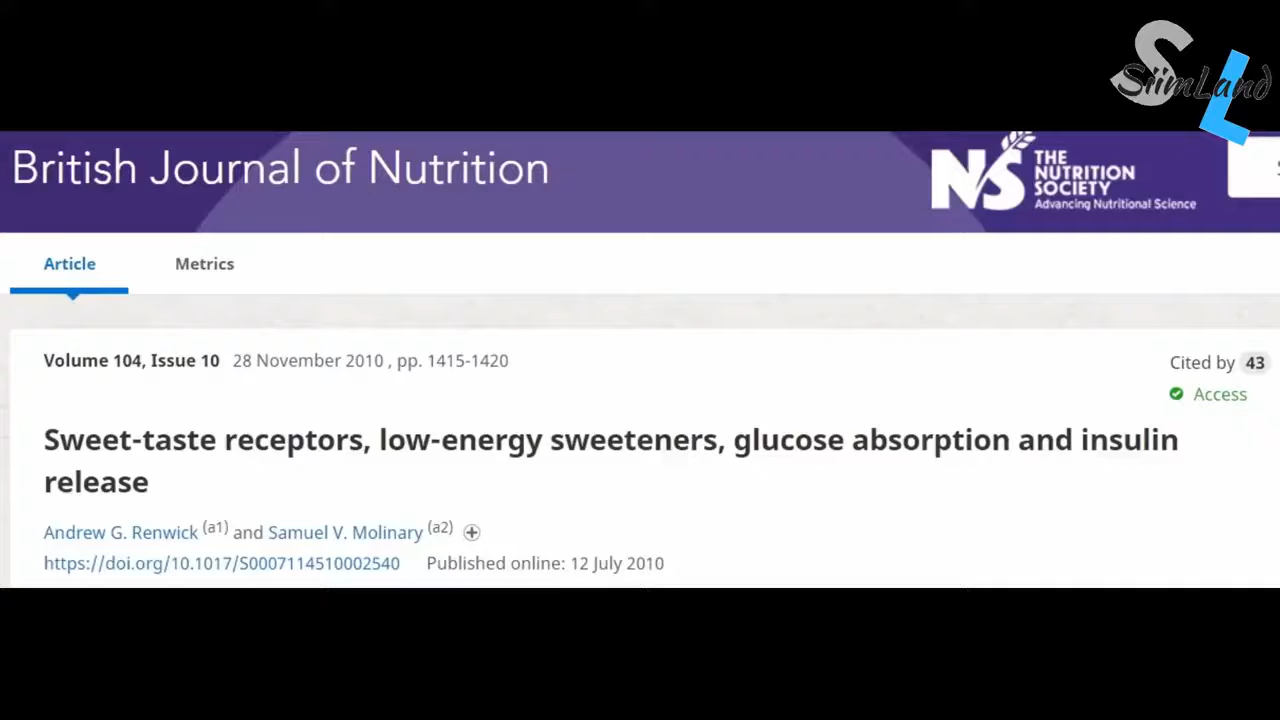 SiimLand
British Journal of Nutrition
NS THE NUTRITION SOCIETY
Advancing Nutritional Science
Article Metrics
Volume 104, Issue 10 28 November 2010 , pp. 1415-1420
Cited by 43
Access
Sweet-taste receptors, low-energy sweeteners, glucose absorption and insulin
release
Andrew G. Renwick (a1) and Samuel V. Molinary (a2)
https://doi.org/10.1017/S0007114510002540 Published online: 12 July 2010